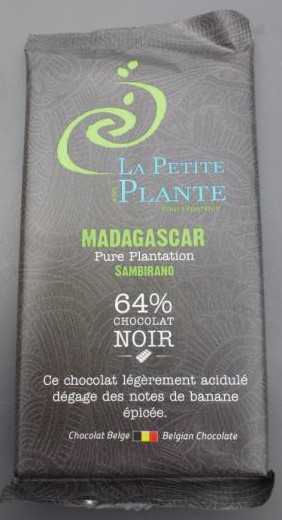 LA PETITE
PLANTE
MADAGASCAR
Pure Plantation
SAMBIRANO
64%
CHOCOLAT
NOIR
Ce chocolat légèrement acidulé
dégage des notes de banane
épicée.
Chocolat Belge Belgian Chocolate